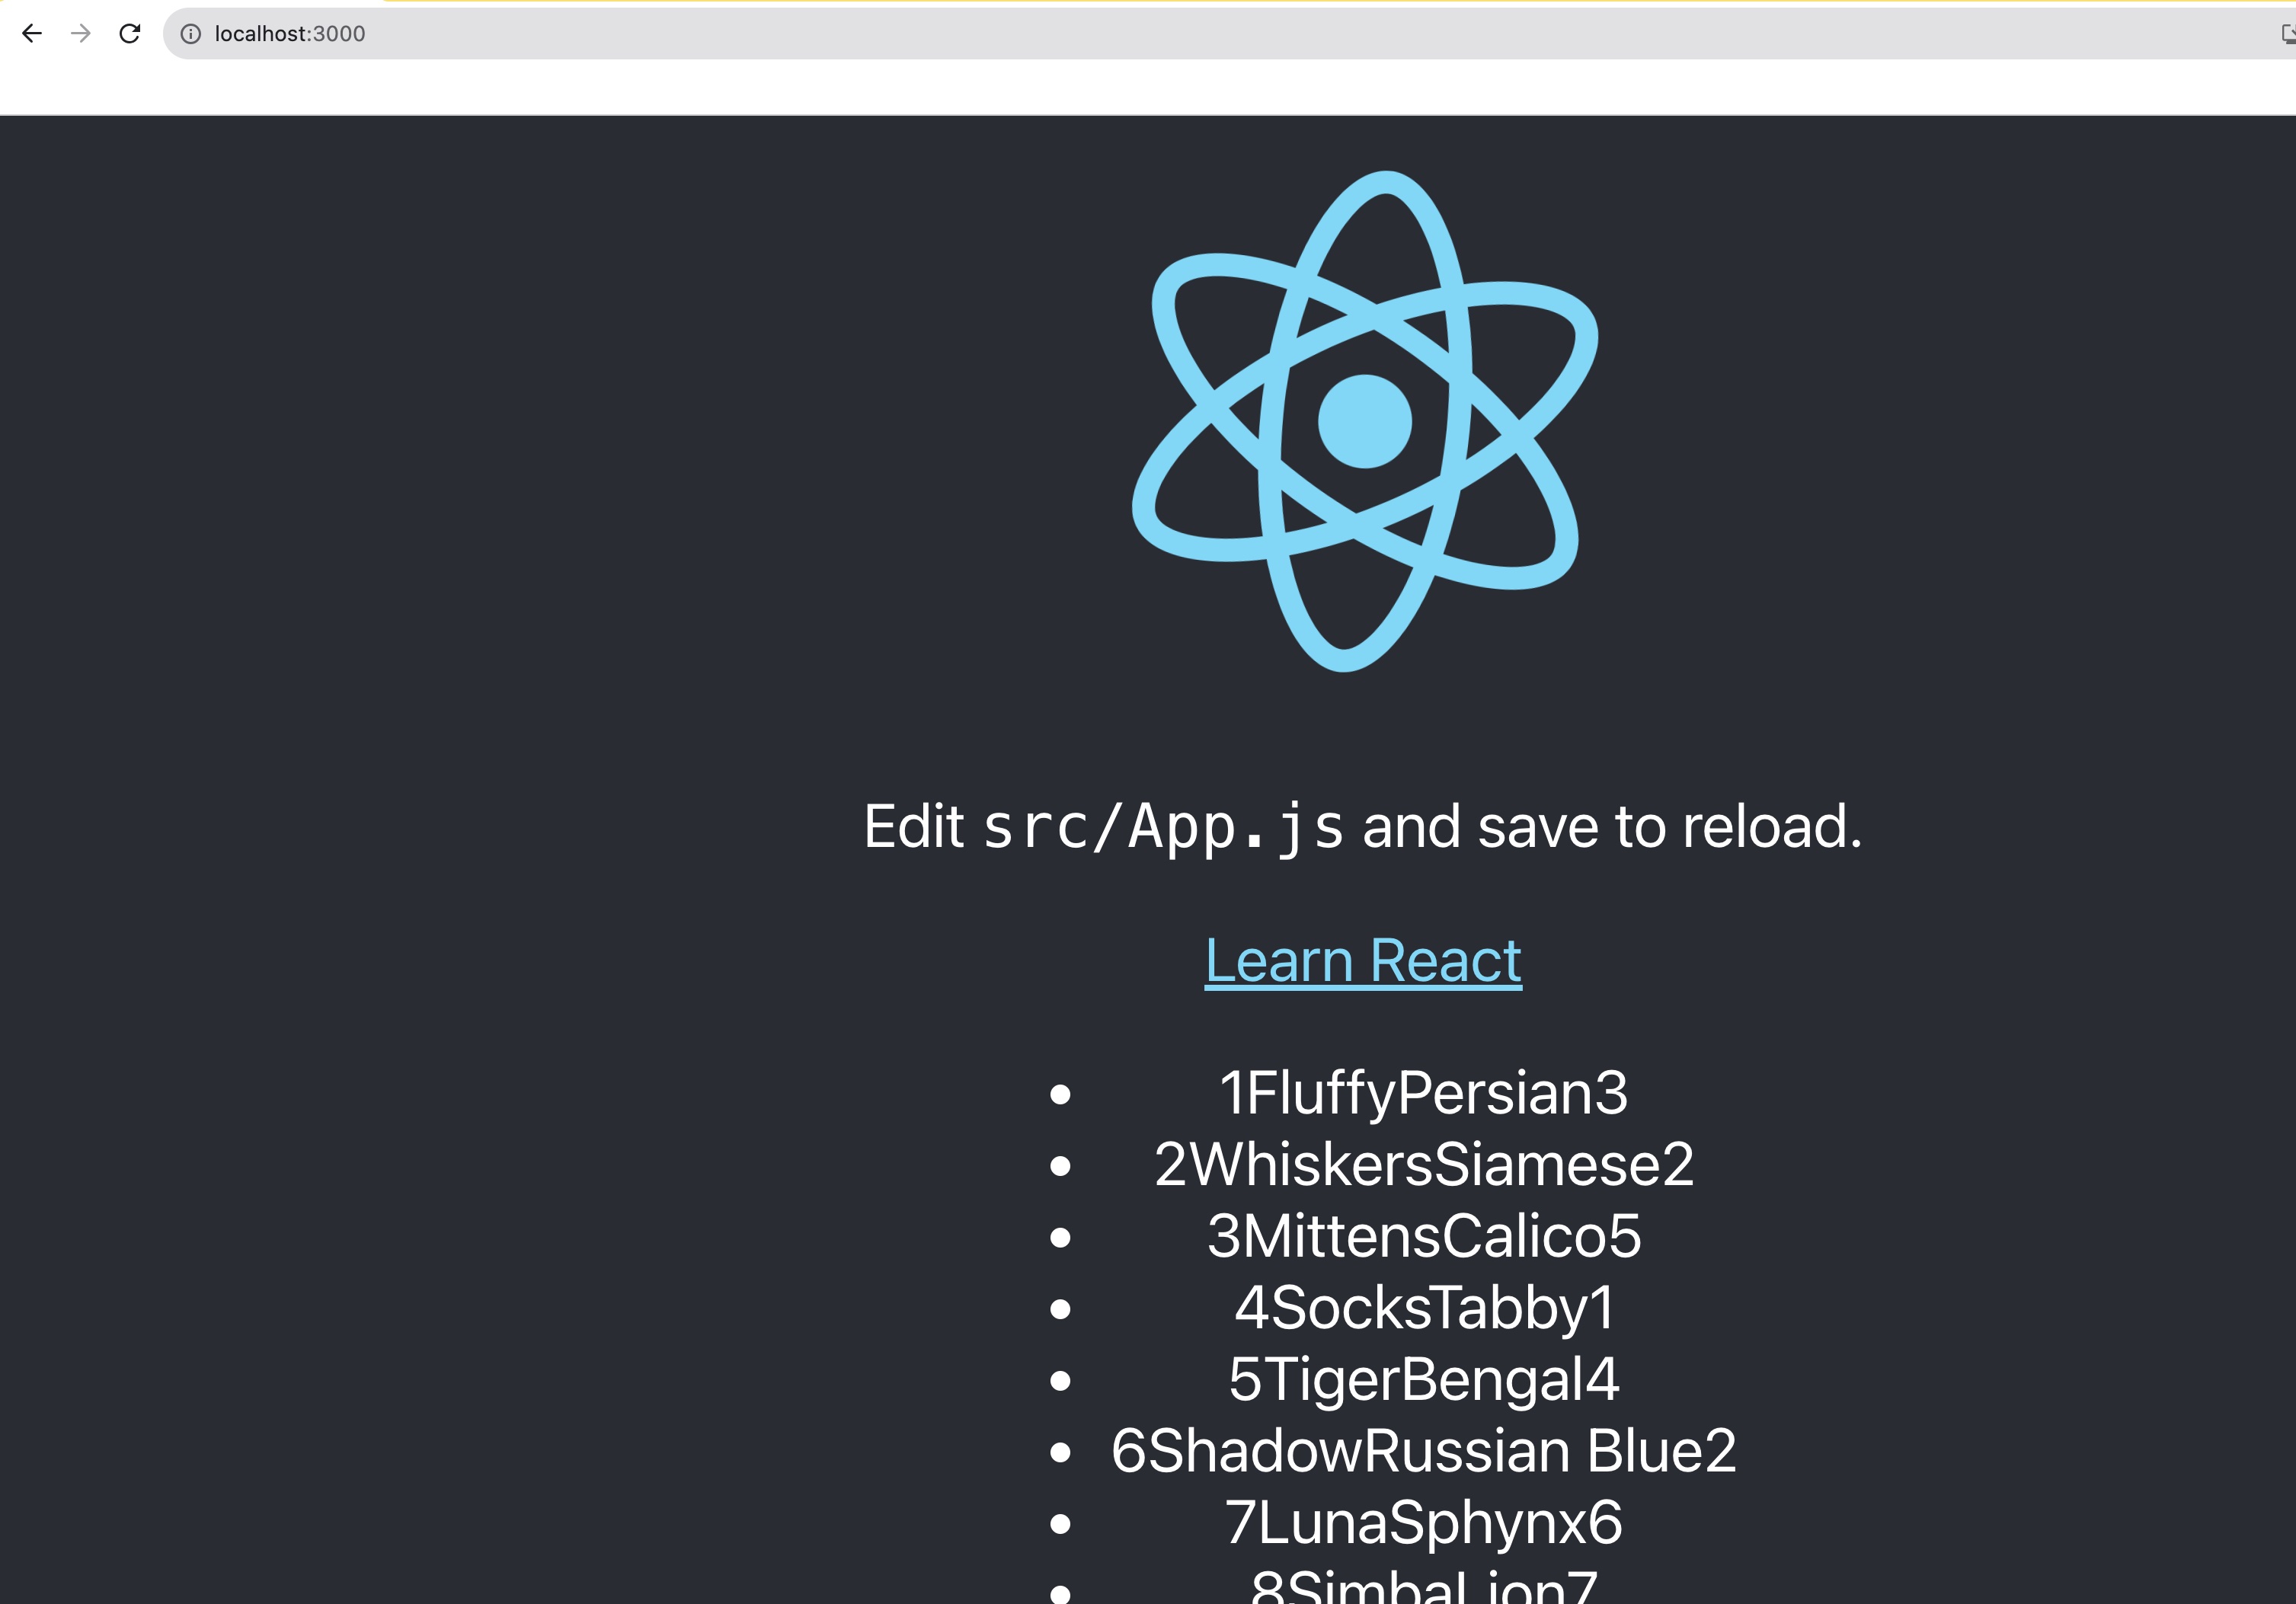 localhost:3000
Edit src/App.js and save to reload.
Learn React
1FluffyPersian3
2WhiskersSiamese2
3MittensCalico5
4SocksTabby1
5TigerBengal4
6ShadowRussian Blue2
7LunaSphynx6
8SimbaLion7